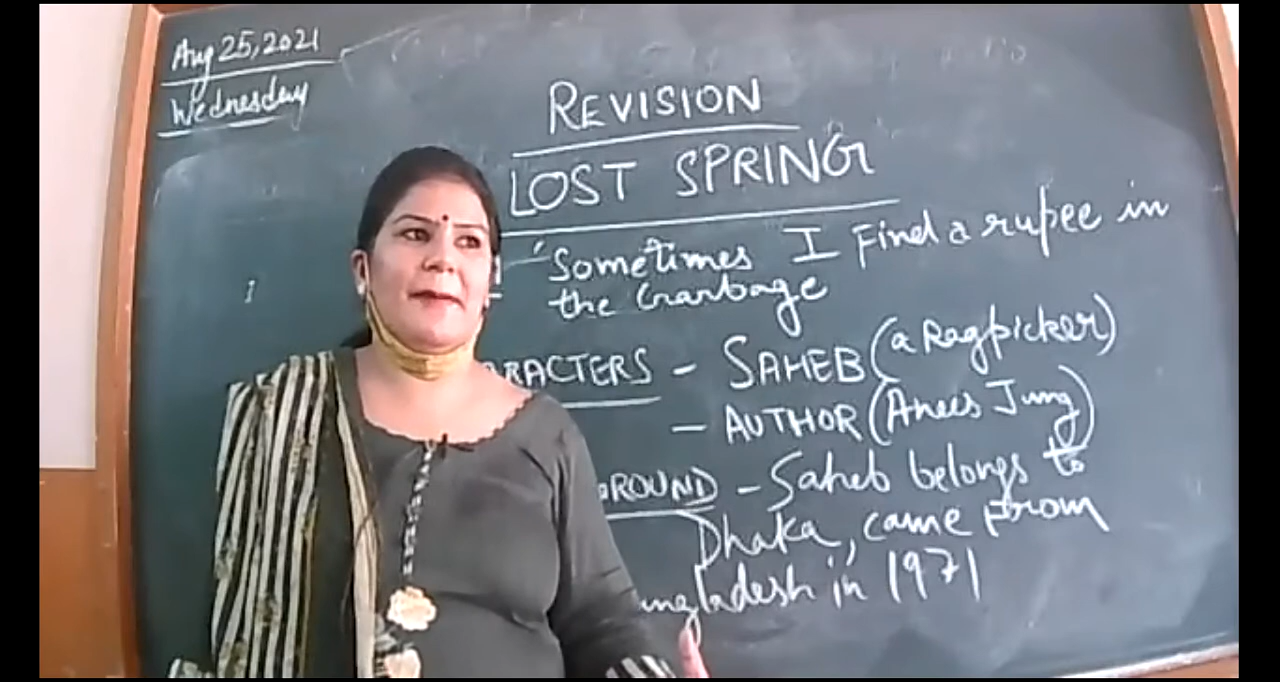 Aug 25, 2021
Wednesday
REVISION
LOST SPRING
'Sometimes I Find a rupee in
the Garbage
RACTERS - SAHEB (a Ragpicker)
- AUTHOR (Anees Jung)
ROUND - Saheb belongs to
Dhaka, came from
ngladesh in 1971